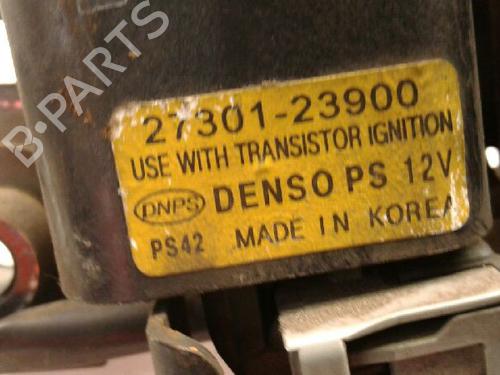 B-PARTS
27301-23900
USE WITH TRANSISTOR IGNITION
DNPS DENSO PS 12V
PS42 MADE IN KOREA